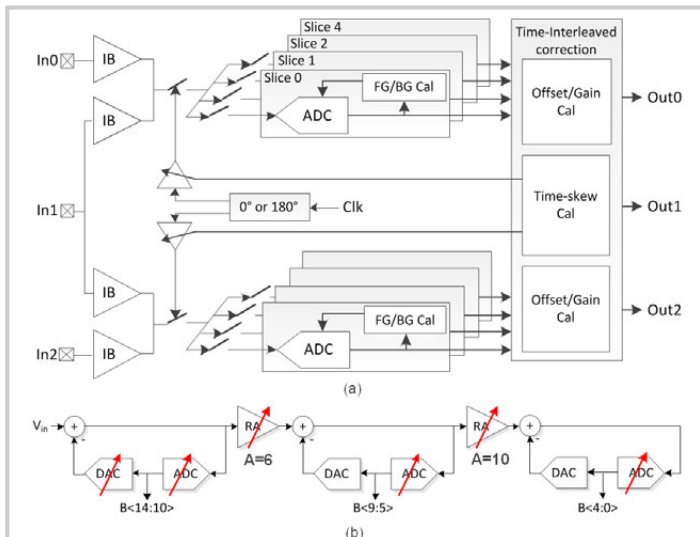 Slice 4
Slice 2
Slice 1
Slice 0
Time-Interleaved
correction
In0
IB
FG/BG Cal
ADC
Offset/Gain
Cal
Out0
IB
In1
0° or 180°
Clk
Time-skew
Cal
Out1
IB
FG/BG Cal
ADC
Offset/Gain
Cal
Out2
In2
IB
(a)
Vin
+
-
RA
A=6
+
-
RA
A=10
+
-
DAC
ADC
DAC
ADC
DAC
ADC
B<14:10>
B<9:5>
B<4:0>
(b)